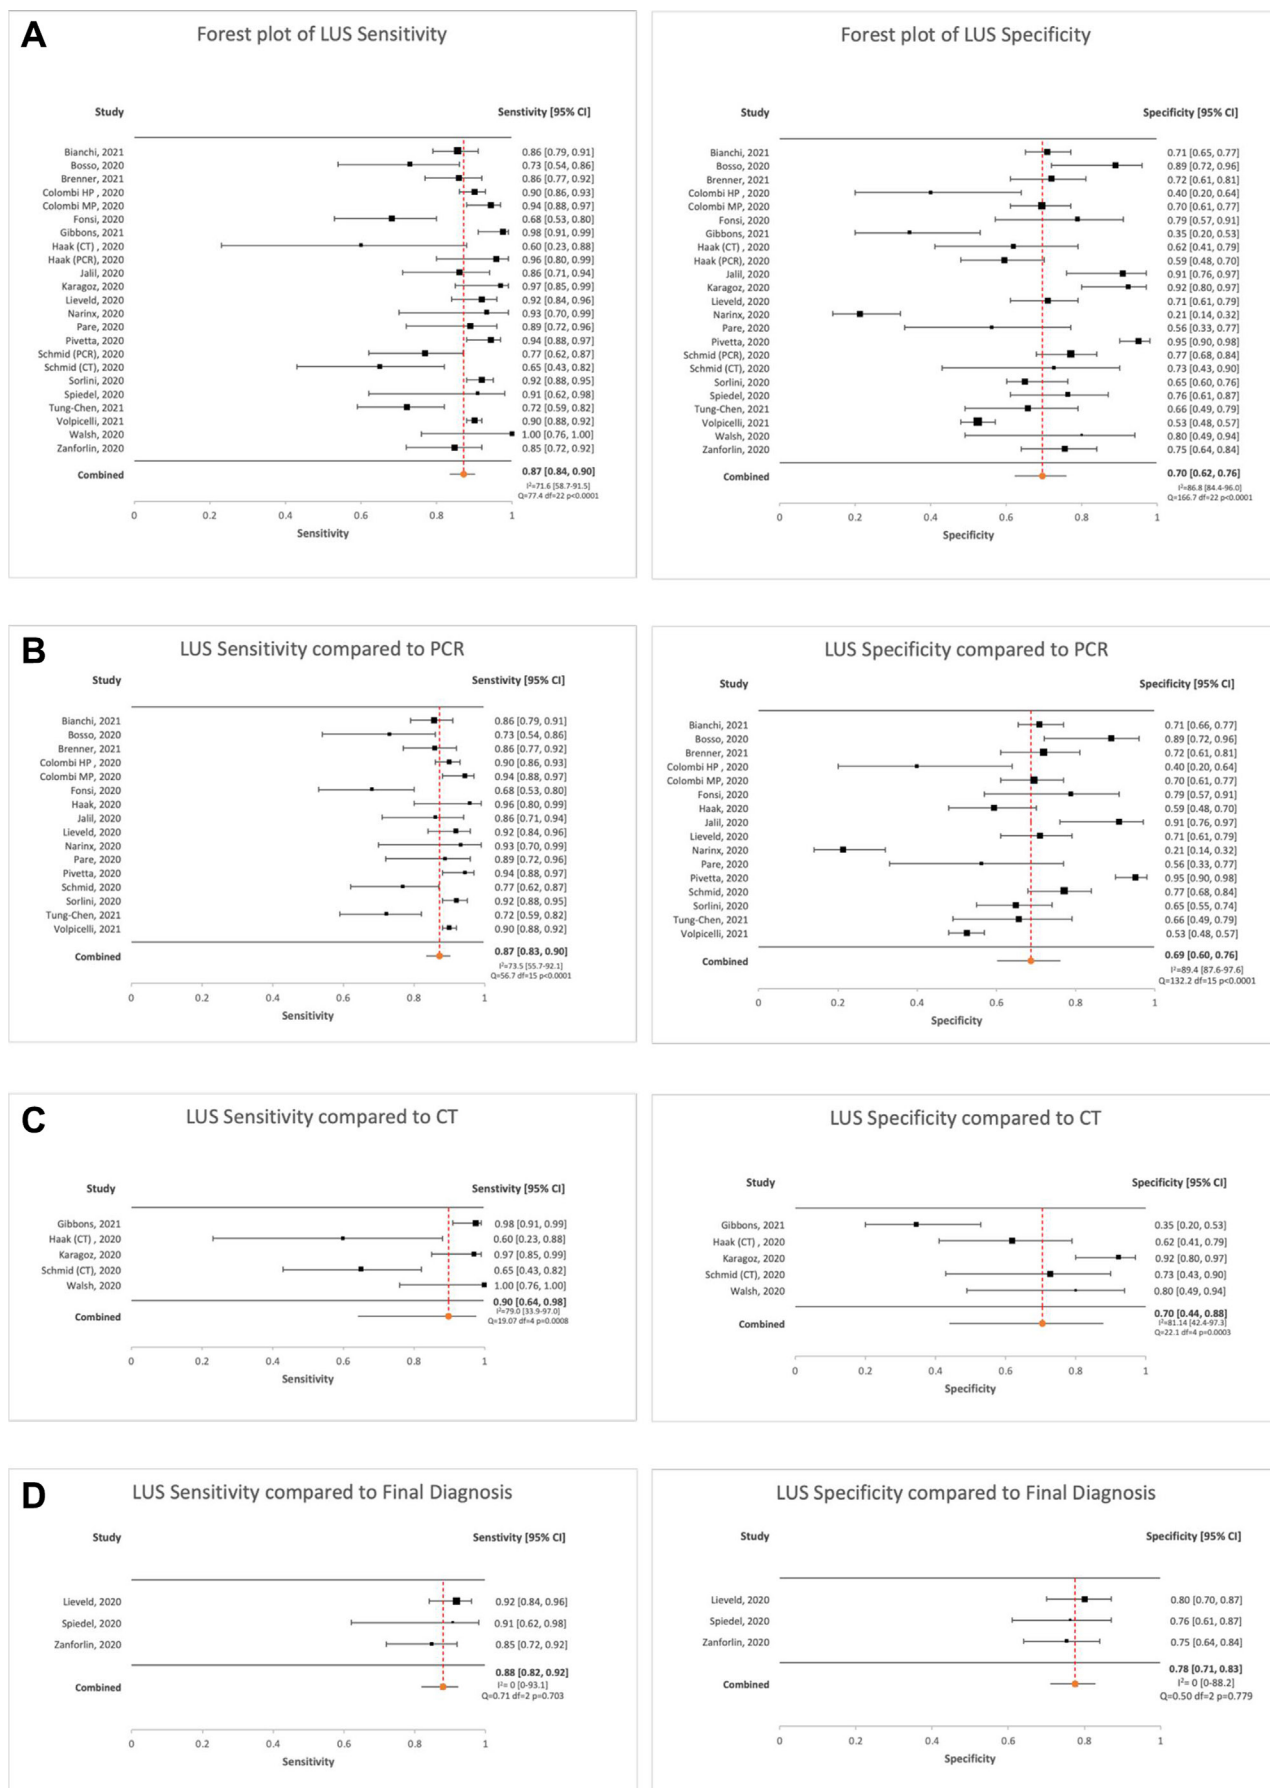 A
Forest plot of LUS Sensitivity
Study Senstivity [95% CI]
Bianchi, 2021 0.86 [0.79, 0.91]
Bosso, 2020 0.73 [0.54, 0.86]
Brenner, 2021 0.86 [0.77, 0.92]
Colombi HP , 2020 0.90 [0.86, 0.93]
Colombi MP, 2020 0.94 [0.88, 0.97]
Fonsi, 2020 0.68 [0.53, 0.80]
Gibbons, 2021 0.98 [0.91, 0.99]
Haak (CT) , 2020 0.60 [0.23, 0.88]
Haak (PCR), 2020 0.96 [0.80, 0.99]
Jalil, 2020 0.86 [0.71, 0.94]
Karagoz, 2020 0.97 [0.85, 0.99]
Lieveld, 2020 0.92 [0.84, 0.96]
Narinx, 2020 0.93 [0.70, 0.99]
Pare, 2020 0.89 [0.72, 0.96]
Pivetta, 2020 0.94 [0.88, 0.97]
Schmid (PCR), 2020 0.77 [0.62, 0.87]
Schmid (CT), 2020 0.65 [0.43, 0.82]
Sorlini, 2020 0.92 [0.88, 0.95]
Spiedel, 2020 0.91 [0.62, 0.98]
Tung-Chen, 2021 0.72 [0.59, 0.82]
Volpicelli, 2021 0.90 [0.88, 0.92]
Walsh, 2020 1.00 [0.76, 1.00]
Zanforlin, 2020 0.85 [0.72, 0.92]
Combined 0.87 [0.84, 0.90]
I²=71.6 [58.7-91.5]
Q=77.4 df=22 p<0.0001
0 0.2 0.4 0.6 0.8 1
Sensitivity
Forest plot of LUS Specificity
Study Specificity [95% CI]
Bianchi, 2021 0.71 [0.65, 0.77]
Bosso, 2020 0.89 [0.72, 0.96]
Brenner, 2021 0.72 [0.61, 0.81]
Colombi HP , 2020 0.40 [0.20, 0.64]
Colombi MP, 2020 0.70 [0.61, 0.77]
Fonsi, 2020 0.79 [0.57, 0.91]
Gibbons, 2021 0.35 [0.20, 0.53]
Haak (CT) , 2020 0.62 [0.41, 0.79]
Haak (PCR), 2020 0.59 [0.48, 0.70]
Jalil, 2020 0.91 [0.76, 0.97]
Karagoz, 2020 0.92 [0.80, 0.97]
Lieveld, 2020 0.71 [0.61, 0.79]
Narinx, 2020 0.21 [0.14, 0.32]
Pare, 2020 0.56 [0.33, 0.77]
Pivetta, 2020 0.95 [0.90, 0.98]
Schmid (PCR), 2020 0.77 [0.68, 0.84]
Schmid (CT), 2020 0.73 [0.43, 0.90]
Sorlini, 2020 0.65 [0.60, 0.76]
Spiedel, 2020 0.76 [0.61, 0.87]
Tung-Chen, 2021 0.66 [0.49, 0.79]
Volpicelli, 2021 0.53 [0.48, 0.57]
Walsh, 2020 0.80 [0.49, 0.94]
Zanforlin, 2020 0.75 [0.64, 0.84]
Combined 0.70 [0.62, 0.76]
I²=86.8 [84.4-96.0]
Q=166.7 df=22 p<0.0001
0 0.2 0.4 0.6 0.8 1
Specificity
B
LUS Sensitivity compared to PCR
Study Senstivity [95% CI]
Bianchi, 2021 0.86 [0.79, 0.91]
Bosso, 2020 0.73 [0.54, 0.86]
Brenner, 2021 0.86 [0.77, 0.92]
Colombi HP , 2020 0.90 [0.86, 0.93]
Colombi MP, 2020 0.94 [0.88, 0.97]
Fonsi, 2020 0.68 [0.53, 0.80]
Haak, 2020 0.96 [0.80, 0.99]
Jalil, 2020 0.86 [0.71, 0.94]
Lieveld, 2020 0.92 [0.84, 0.96]
Narinx, 2020 0.93 [0.70, 0.99]
Pare, 2020 0.89 [0.72, 0.96]
Pivetta, 2020 0.94 [0.88, 0.97]
Schmid, 2020 0.77 [0.62, 0.87]
Sorlini, 2020 0.92 [0.88, 0.95]
Tung-Chen, 2021 0.72 [0.59, 0.82]
Volpicelli, 2021 0.90 [0.88, 0.92]
Combined 0.87 [0.83, 0.90]
I²=73.5 [55.7-92.1]
Q=56.7 df=15 p<0.0001
0 0.2 0.4 0.6 0.8 1
Sensitivity
LUS Specificity compared to PCR
Study Specificity [95% CI]
Bianchi, 2021 0.71 [0.66, 0.77]
Bosso, 2020 0.89 [0.72, 0.96]
Brenner, 2021 0.72 [0.61, 0.81]
Colombi HP , 2020 0.40 [0.20, 0.64]
Colombi MP, 2020 0.70 [0.61, 0.77]
Fonsi, 2020 0.79 [0.57, 0.91]
Haak, 2020 0.59 [0.48, 0.70]
Jalil, 2020 0.91 [0.76, 0.97]
Lieveld, 2020 0.71 [0.61, 0.79]
Narinx, 2020 0.21 [0.14, 0.32]
Pare, 2020 0.56 [0.33, 0.77]
Pivetta, 2020 0.95 [0.90, 0.98]
Schmid, 2020 0.77 [0.68, 0.84]
Sorlini, 2020 0.65 [0.55, 0.74]
Tung-Chen, 2021 0.66 [0.49, 0.79]
Volpicelli, 2021 0.53 [0.48, 0.57]
Combined 0.69 [0.60, 0.76]
I²=89.4 [87.6-97.6]
Q=132.2 df=15 p<0.0001
0 0.2 0.4 0.6 0.8 1
Specificity
C
LUS Sensitivity compared to CT
Study Senstivity [95% CI]
Gibbons, 2021 0.98 [0.91, 0.99]
Haak (CT) , 2020 0.60 [0.23, 0.88]
Karagoz, 2020 0.97 [0.85, 0.99]
Schmid (CT), 2020 0.65 [0.43, 0.82]
Walsh, 2020 1.00 [0.76, 1.00]
0.90 [0.64, 0.98]
I²=79.0 [33.9-97.0]
Combined Q=19.07 df=4 p=0.0008
0 0.2 0.4 0.6 0.8 1
Sensitivity
LUS Specificity compared to CT
Study Specificity [95% CI]
Gibbons, 2021 0.35 [0.20, 0.53]
Haak (CT) , 2020 0.62 [0.41, 0.79]
Karagoz, 2020 0.92 [0.80, 0.97]
Schmid (CT), 2020 0.73 [0.43, 0.90]
Walsh, 2020 0.80 [0.49, 0.94]
0.70 [0.44, 0.88]
Combined I²=81.14 [42.4-97.3]
Q=22.1 df=4 p=0.0003
0 0.2 0.4 0.6 0.8 1
Specificity
D
LUS Sensitivity compared to Final Diagnosis
Study Senstivity [95% CI]
Lieveld, 2020 0.92 [0.84, 0.96]
Spiedel, 2020 0.91 [0.62, 0.98]
Zanforlin, 2020 0.85 [0.72, 0.92]
0.88 [0.82, 0.92]
Combined I²= 0 [0-93.1]
Q=0.71 df=2 p=0.703
0 0.2 0.4 0.6 0.8 1
Sensitivity
LUS Specificity compared to Final Diagnosis
Study Specificity [95% CI]
Lieveld, 2020 0.80 [0.70, 0.87]
Spiedel, 2020 0.76 [0.61, 0.87]
Zanforlin, 2020 0.75 [0.64, 0.84]
0.78 [0.71, 0.83]
Combined I²= 0 [0-88.2]
Q=0.50 df=2 p=0.779
0 0.2 0.4 0.6 0.8 1
Specificity